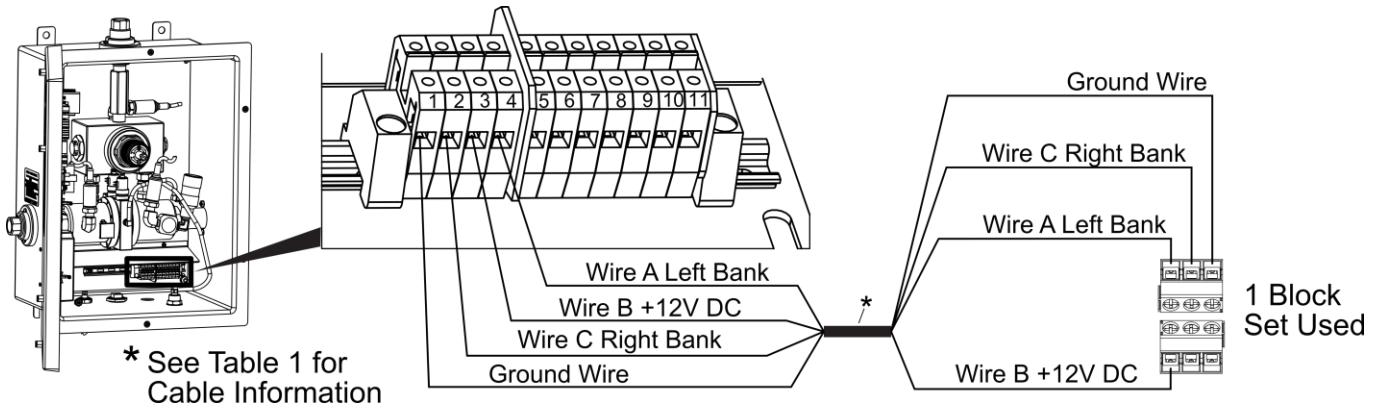 1 2 3 4 5 6 7 8 9 10 11
Ground Wire
Wire C Right Bank
Wire A Left Bank
Wire A Left Bank
Wire B +12V DC
Wire C Right Bank
Ground Wire
*
Wire B +12V DC
1 Block
Set Used
* See Table 1 for
Cable Information